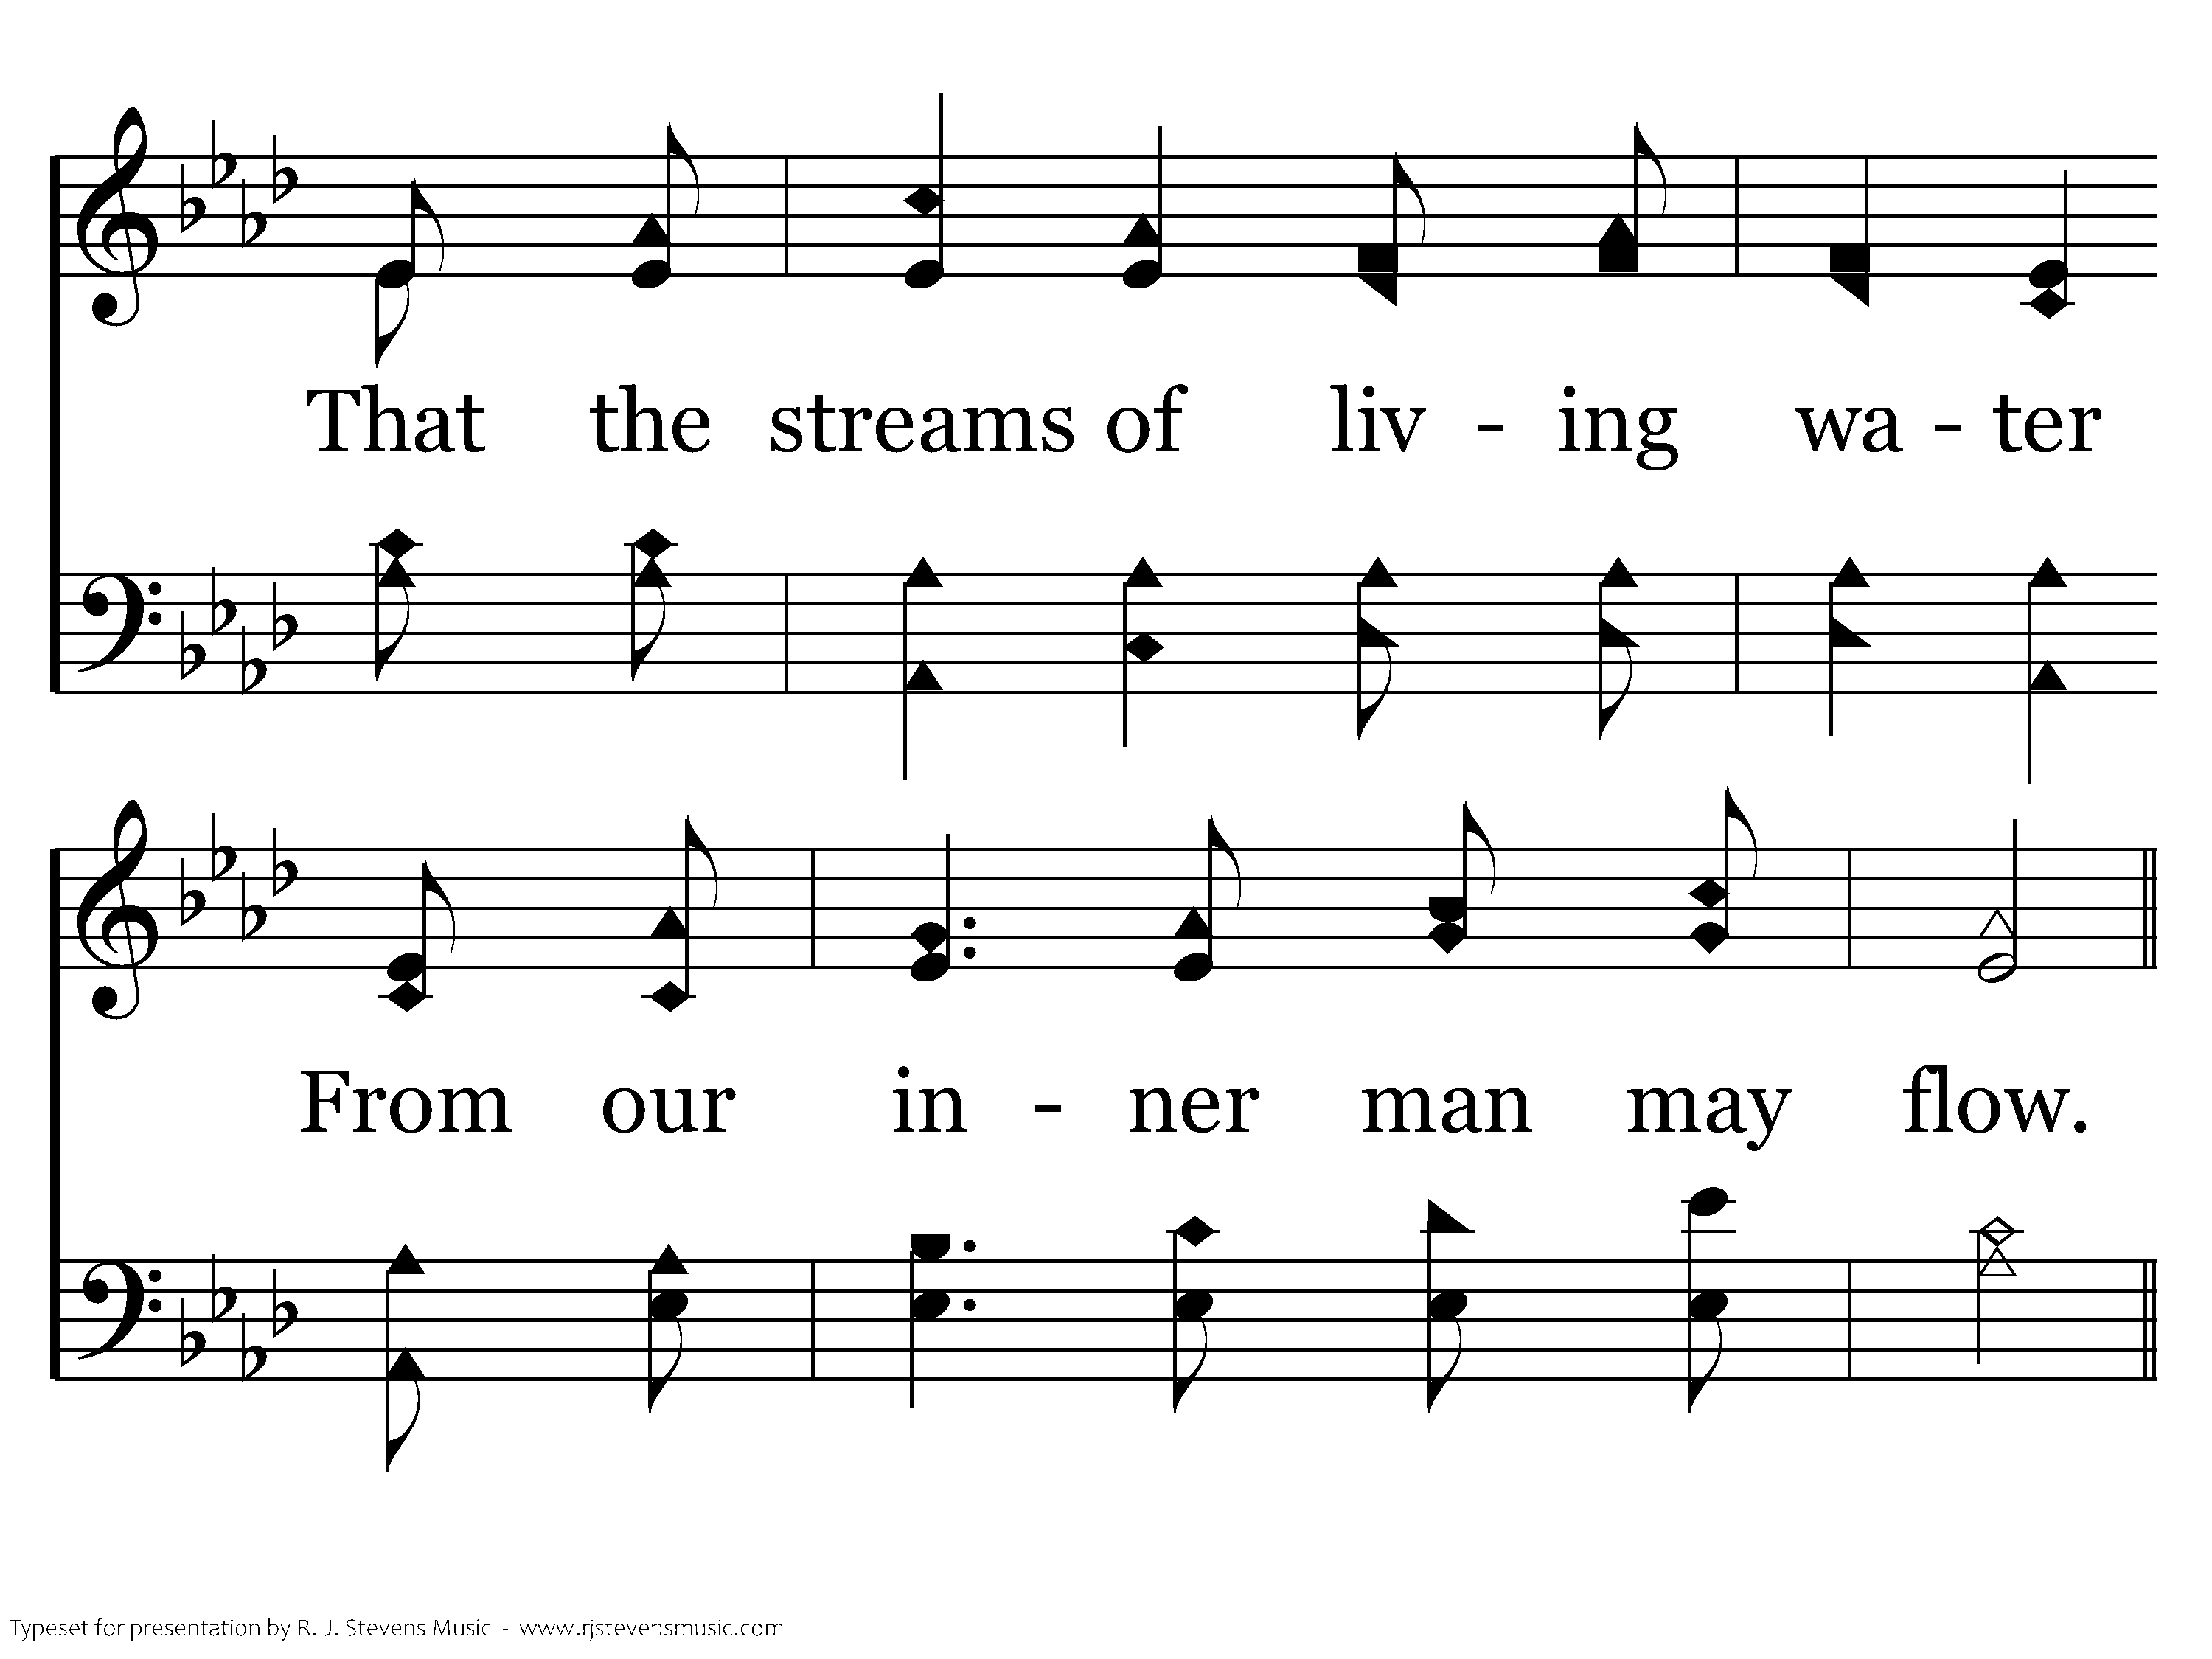 That the streams of liv - ing wa - ter
From our in - ner man may flow.
Typeset for presentation by R. J. Stevens Music - www.rjstevensmusic.com